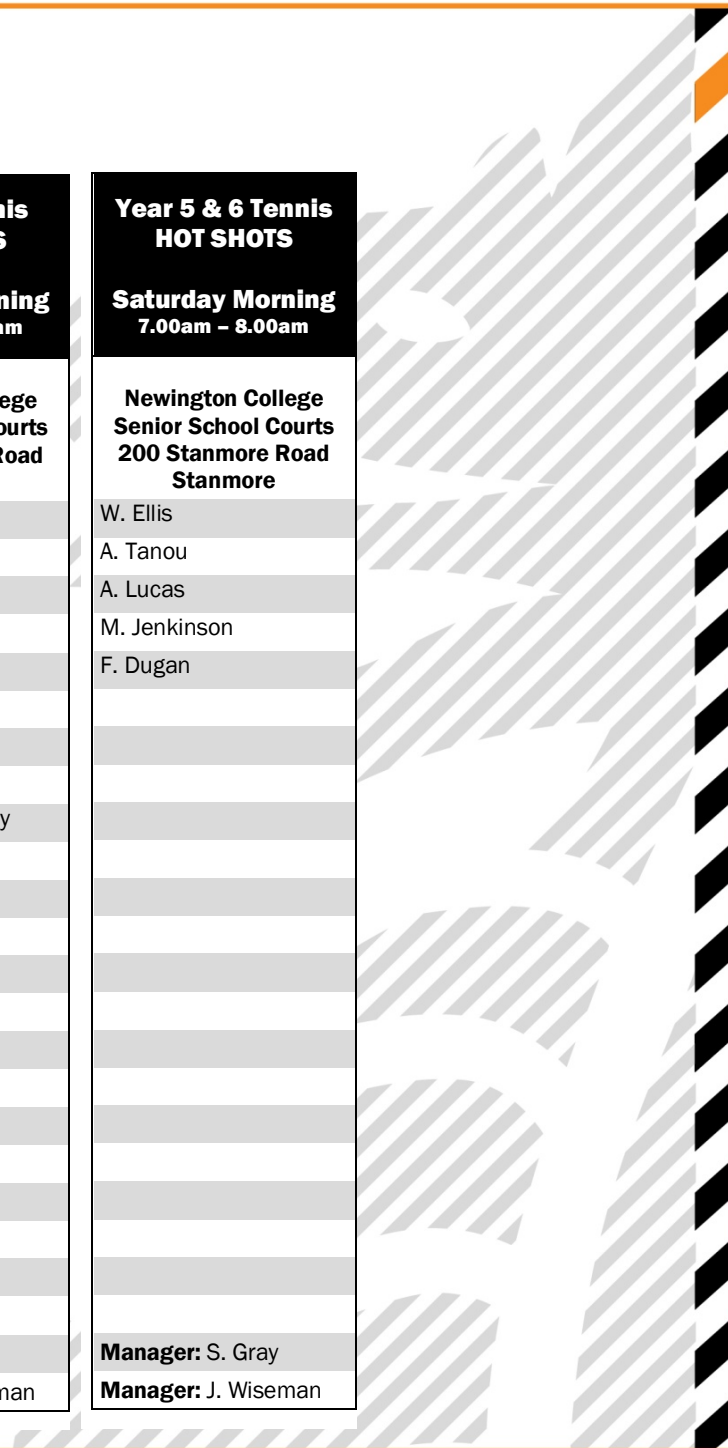 Year 5 & 6 Tennis
HOT SHOTS
Saturday Morning
7.00am – 8.00am
Newington College
Senior School Courts
200 Stanmore Road
Stanmore
W. Ellis
A. Tanou
A. Lucas
M. Jenkinson
F. Dugan
Manager: S. Gray
Manager: J. Wiseman